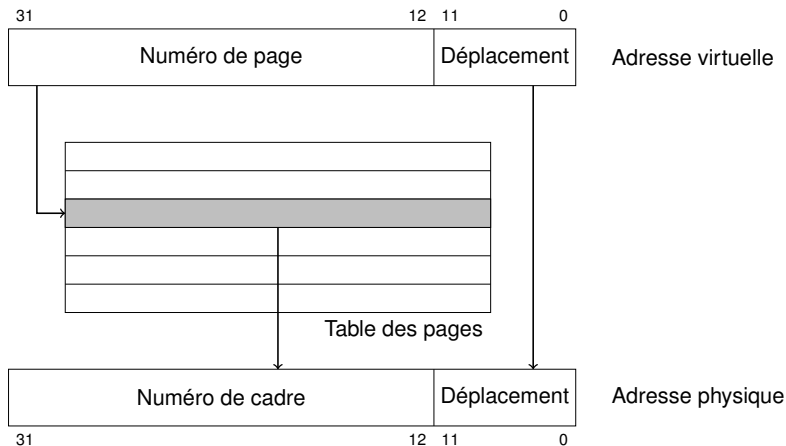 31 12 11 0
Numéro de page Déplacement Adresse virtuelle
Table des pages
Numéro de cadre Déplacement Adresse physique
31 12 11 0